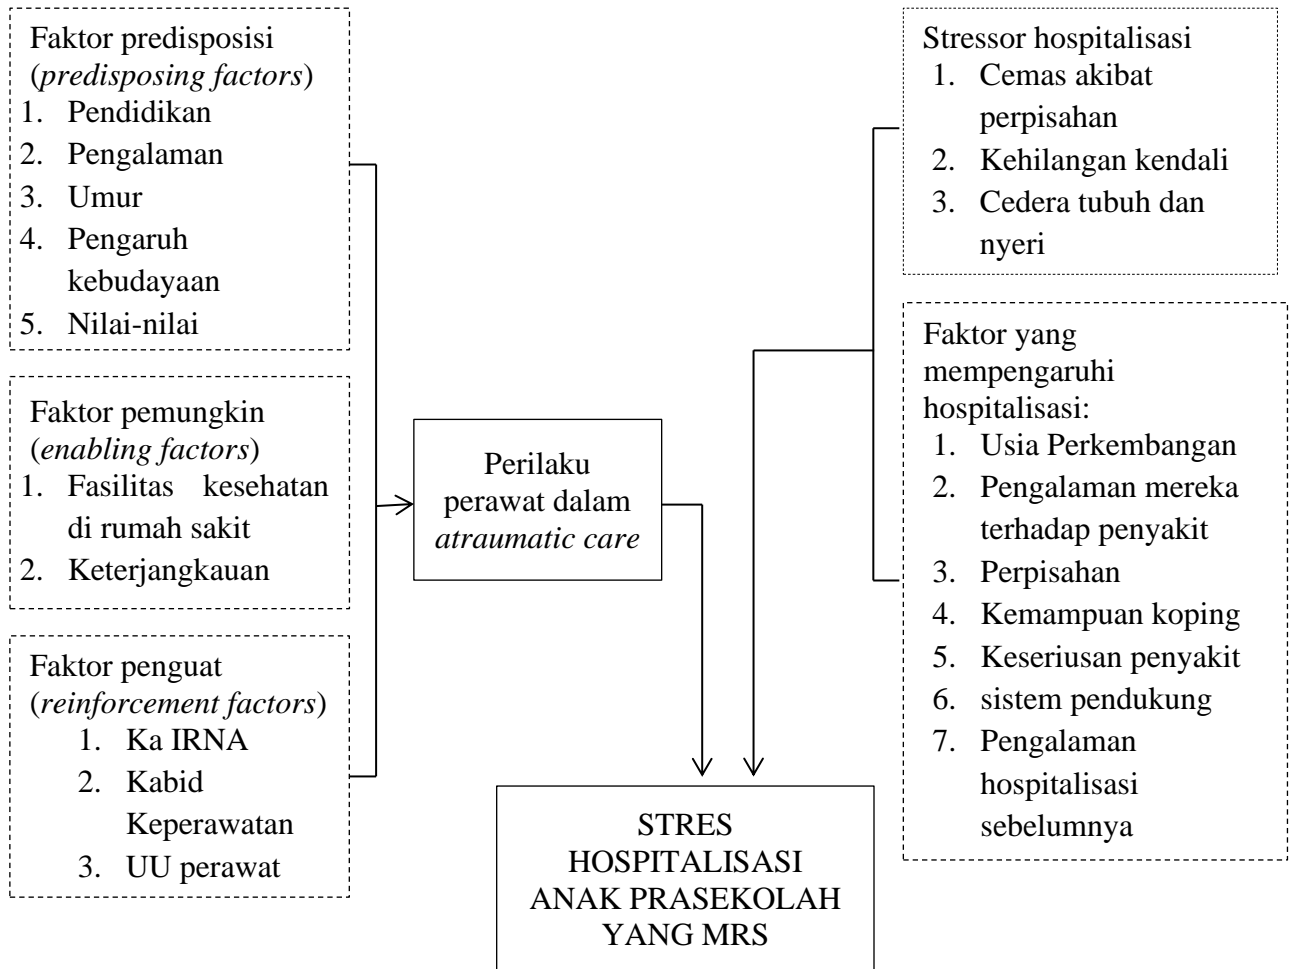 Faktor predisposisi
(predisposing factors)
1. Pendidikan
2. Pengalaman
3. Umur
4. Pengaruh
kebudayaan
5. Nilai-nilai
Faktor pemungkin
(enabling factors)
1. Fasilitas kesehatan
di rumah sakit
2. Keterjangkauan
Faktor penguat
(reinforcement factors)
1. Ka IRNA
2. Kabid
Keperawatan
3. UU perawat
Perilaku
perawat dalam
atraumatic care
STRES
HOSPITALISASI
ANAK PRASEKOLAH
YANG MRS
Stressor hospitalisasi
1. Cemas akibat
perpisahan
2. Kehilangan kendali
3. Cedera tubuh dan
nyeri
Faktor yang
mempengaruhi
hospitalisasi:
1. Usia Perkembangan
2. Pengalaman mereka
terhadap penyakit
3. Perpisahan
4. Kemampuan koping
5. Keseriusan penyakit
6. sistem pendukung
7. Pengalaman
hospitalisasi
sebelumnya